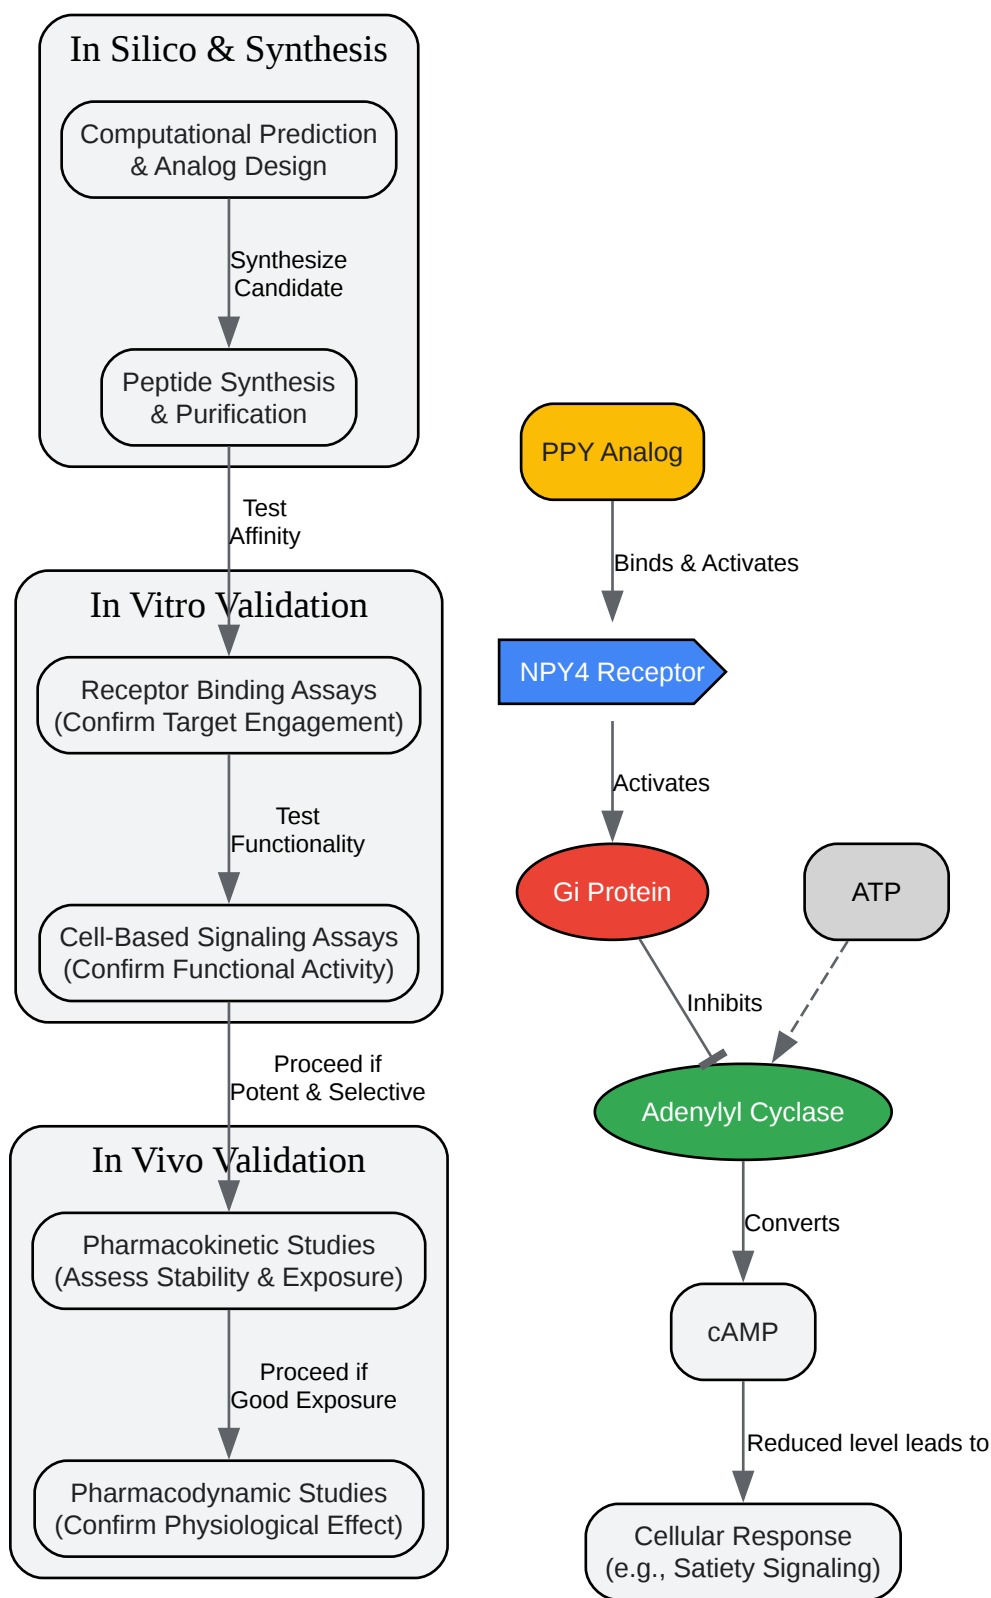 In Silico & Synthesis
Computational Prediction
& Analog Design
Synthesize
Candidate
Peptide Synthesis
& Purification
Test
Affinity
In Vitro Validation
Receptor Binding Assays
(Confirm Target Engagement)
Test
Functionality
Cell-Based Signaling Assays
(Confirm Functional Activity)
Proceed if
Potent & Selective
In Vivo Validation
Pharmacokinetic Studies
(Assess Stability & Exposure)
Proceed if
Good Exposure
Pharmacodynamic Studies
(Confirm Physiological Effect)
PPY Analog
Binds & Activates
NPY4 Receptor
Activates
Gi Protein
ATP
Inhibits
Adenylyl Cyclase
Converts
cAMP
Reduced level leads to
Cellular Response
(e.g., Satiety Signaling)